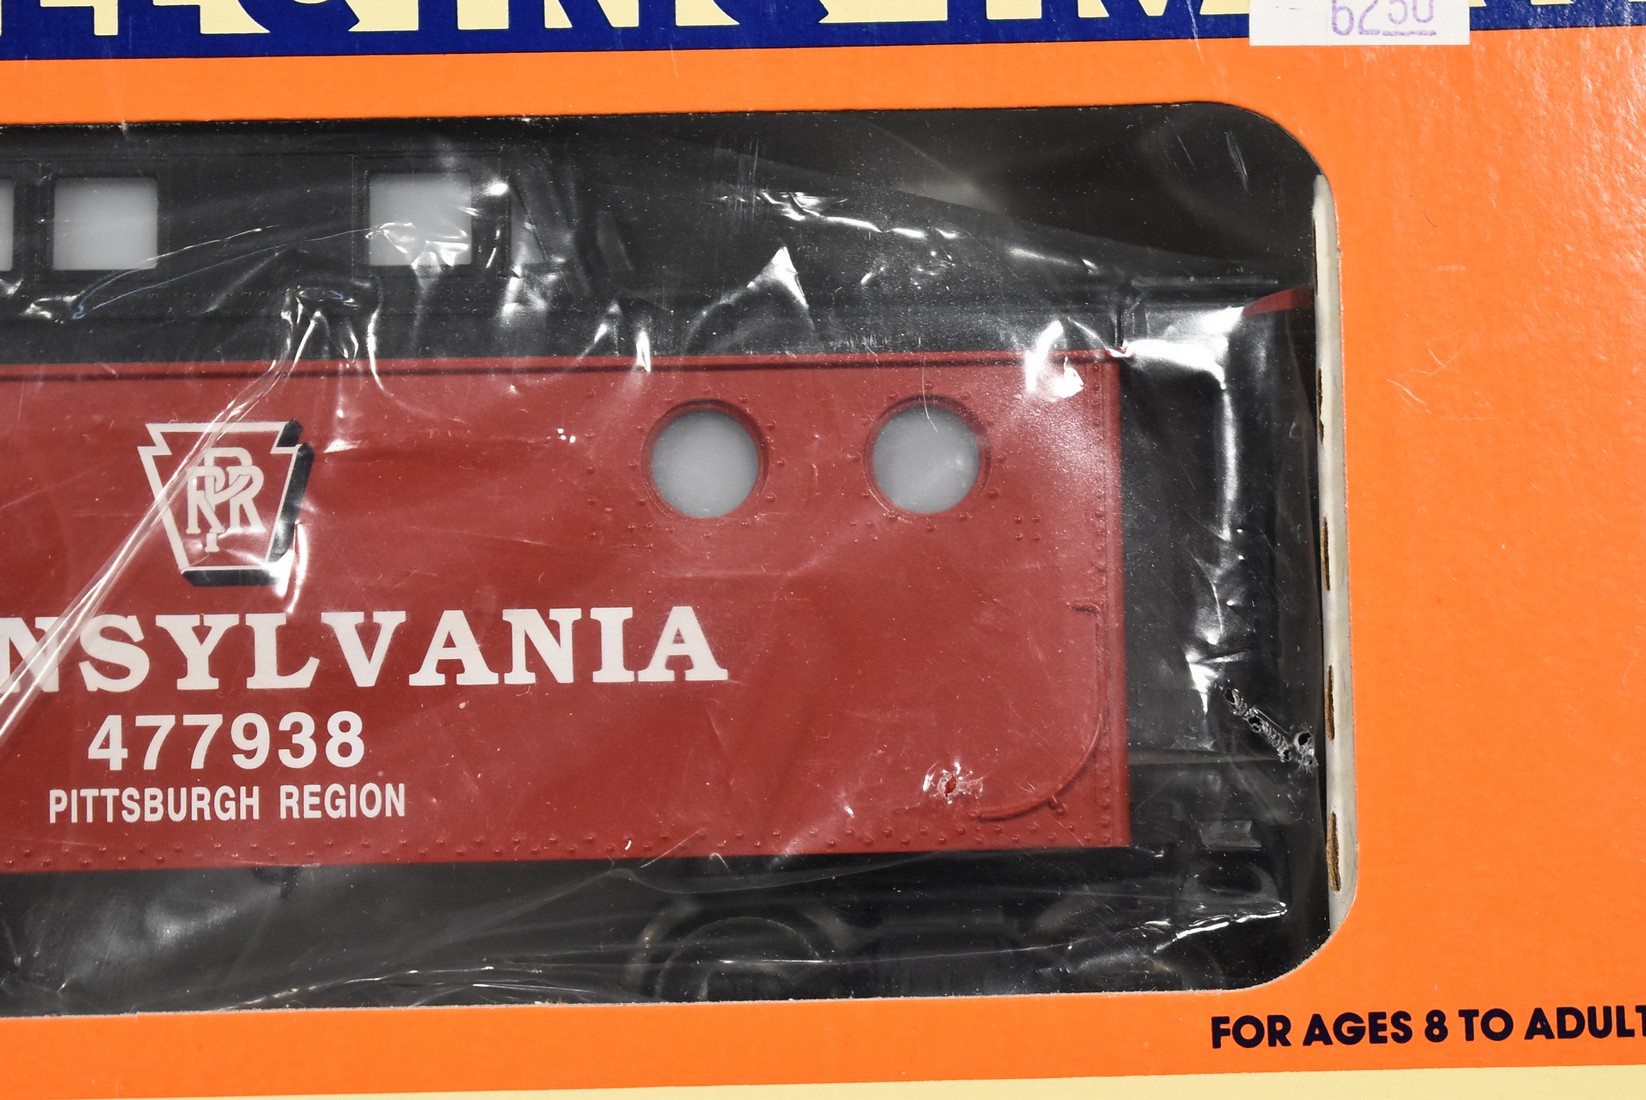 6250
PRR
NSYLVANIA
477938
PITTSBURGH REGION
FOR AGES 8 TO ADULT